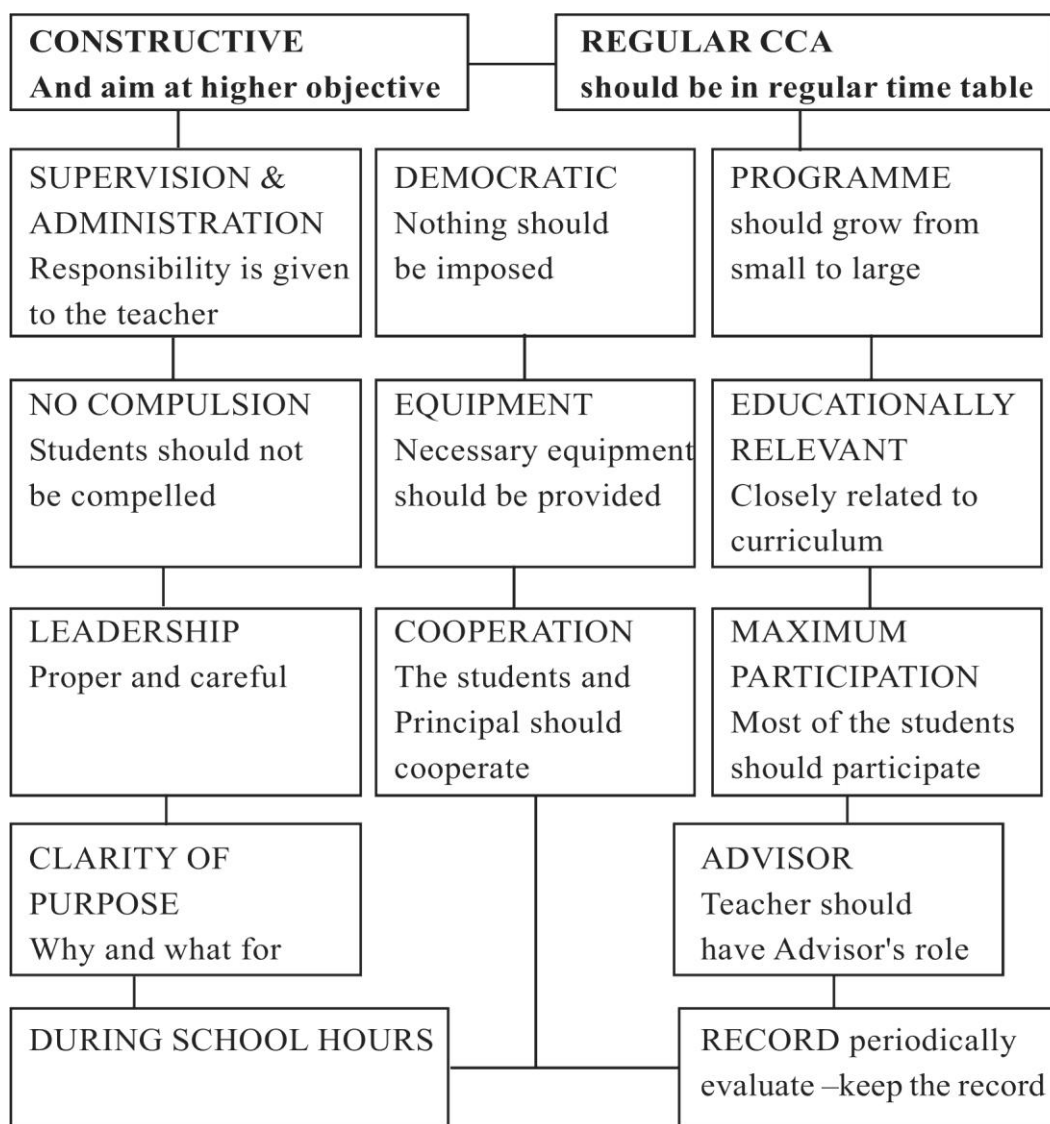 CONSTRUCTIVE
And aim at higher objective
REGULAR CCA
should be in regular time table
SUPERVISION &
ADMINISTRATION
Responsibility is given
to the teacher
DEMOCRATIC
Nothing should
be imposed
PROGRAMME
should grow from
small to large
NO COMPULSION
Students should not
be compelled
EQUIPMENT
Necessary equipment
should be provided
EDUCATIONALLY
RELEVANT
Closely related to
curriculum
LEADERSHIP
Proper and careful
COOPERATION
The students and
Principal should
cooperate
MAXIMUM
PARTICIPATION
Most of the students
should participate
CLARITY OF
PURPOSE
Why and what for
ADVISOR
Teacher should
have Advisor's role
DURING SCHOOL HOURS
RECORD periodically
evaluate –keep the record